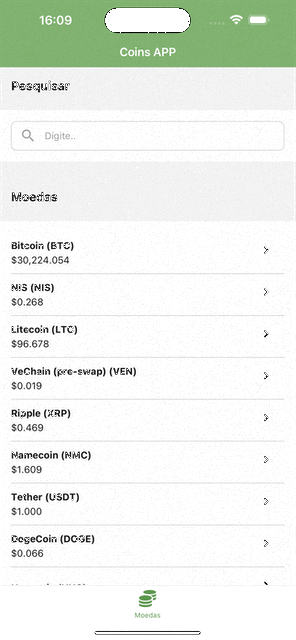 16:09
Coins APP
Pesquisar
Digite..
Moedas
Bitcoin (BTC)
$30,224.054
NIS (NIS)
$0.268
Litecoin (LTC)
$96.678
VeChain (pre-swap) (VEN)
$0.019
Ripple (XRP)
$0.469
Namecoin (NMC)
$1.609
Tether (USDT)
$1.000
DogeCoin (DOGE)
$0.066
Moedas